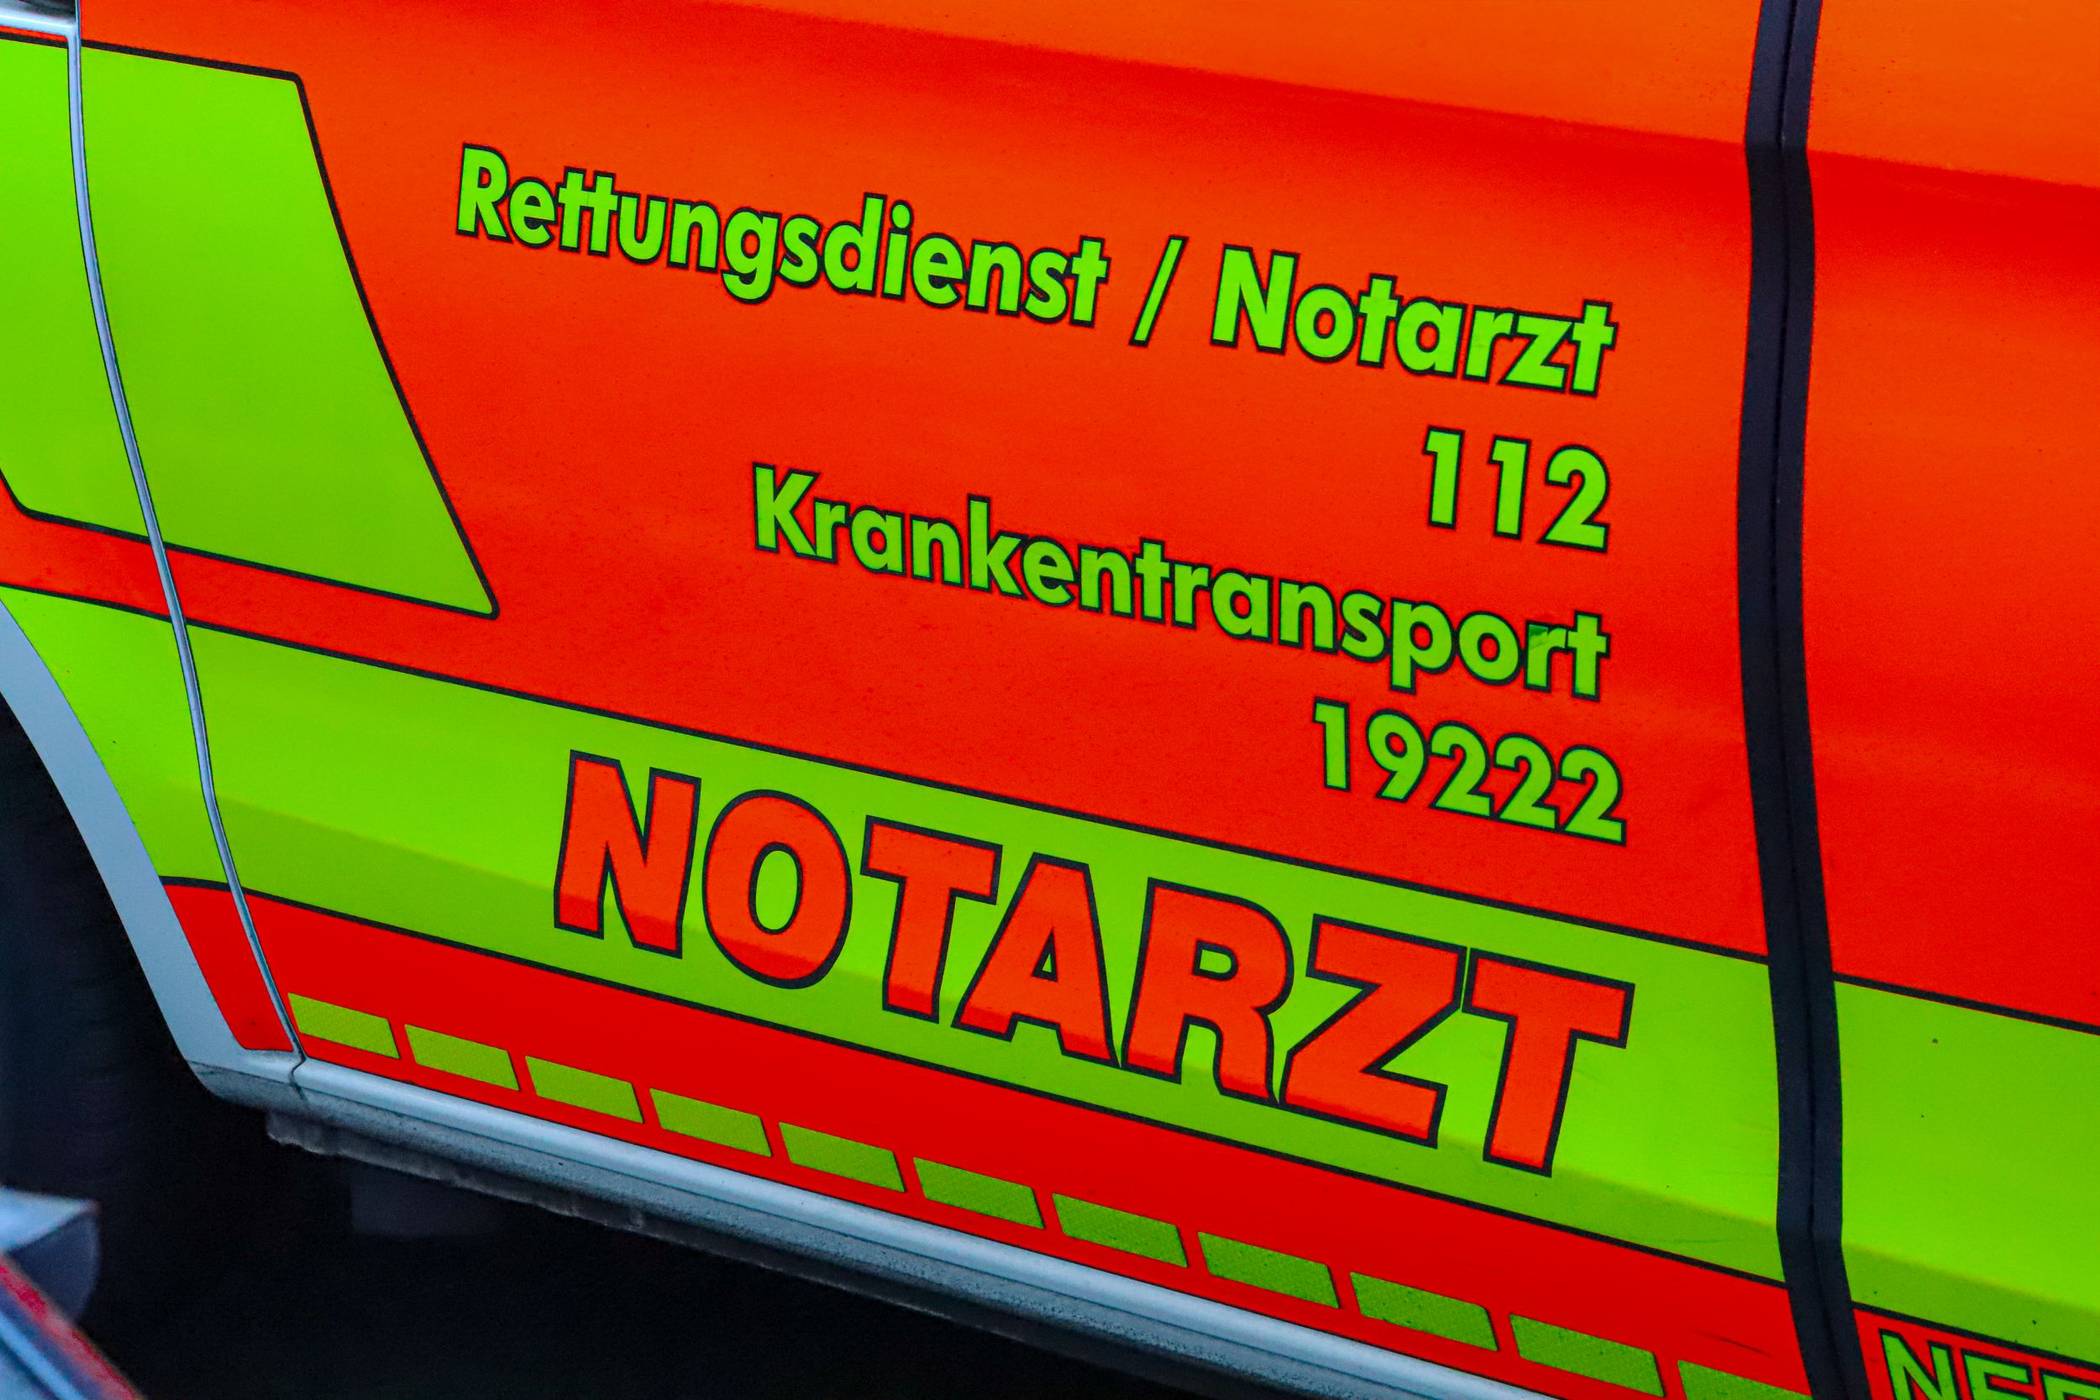 Rettungsdienst / Notarzt
112
Krankentransport
19222
NOTARZT